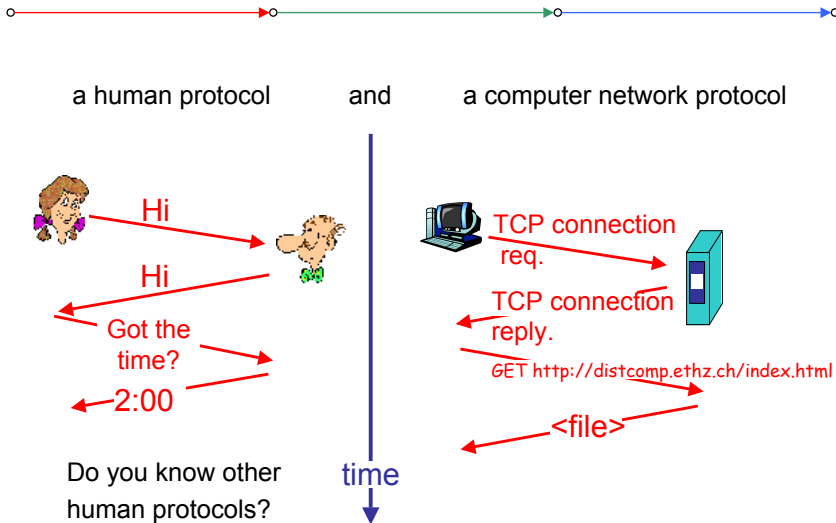 a human protocol and a computer network protocol
Hi
Hi
Got the
time?
2:00
TCP connection
req.
TCP connection
reply.
GET http://distcomp.ethz.ch/index.html
<file>
Do you know other
human protocols?
time